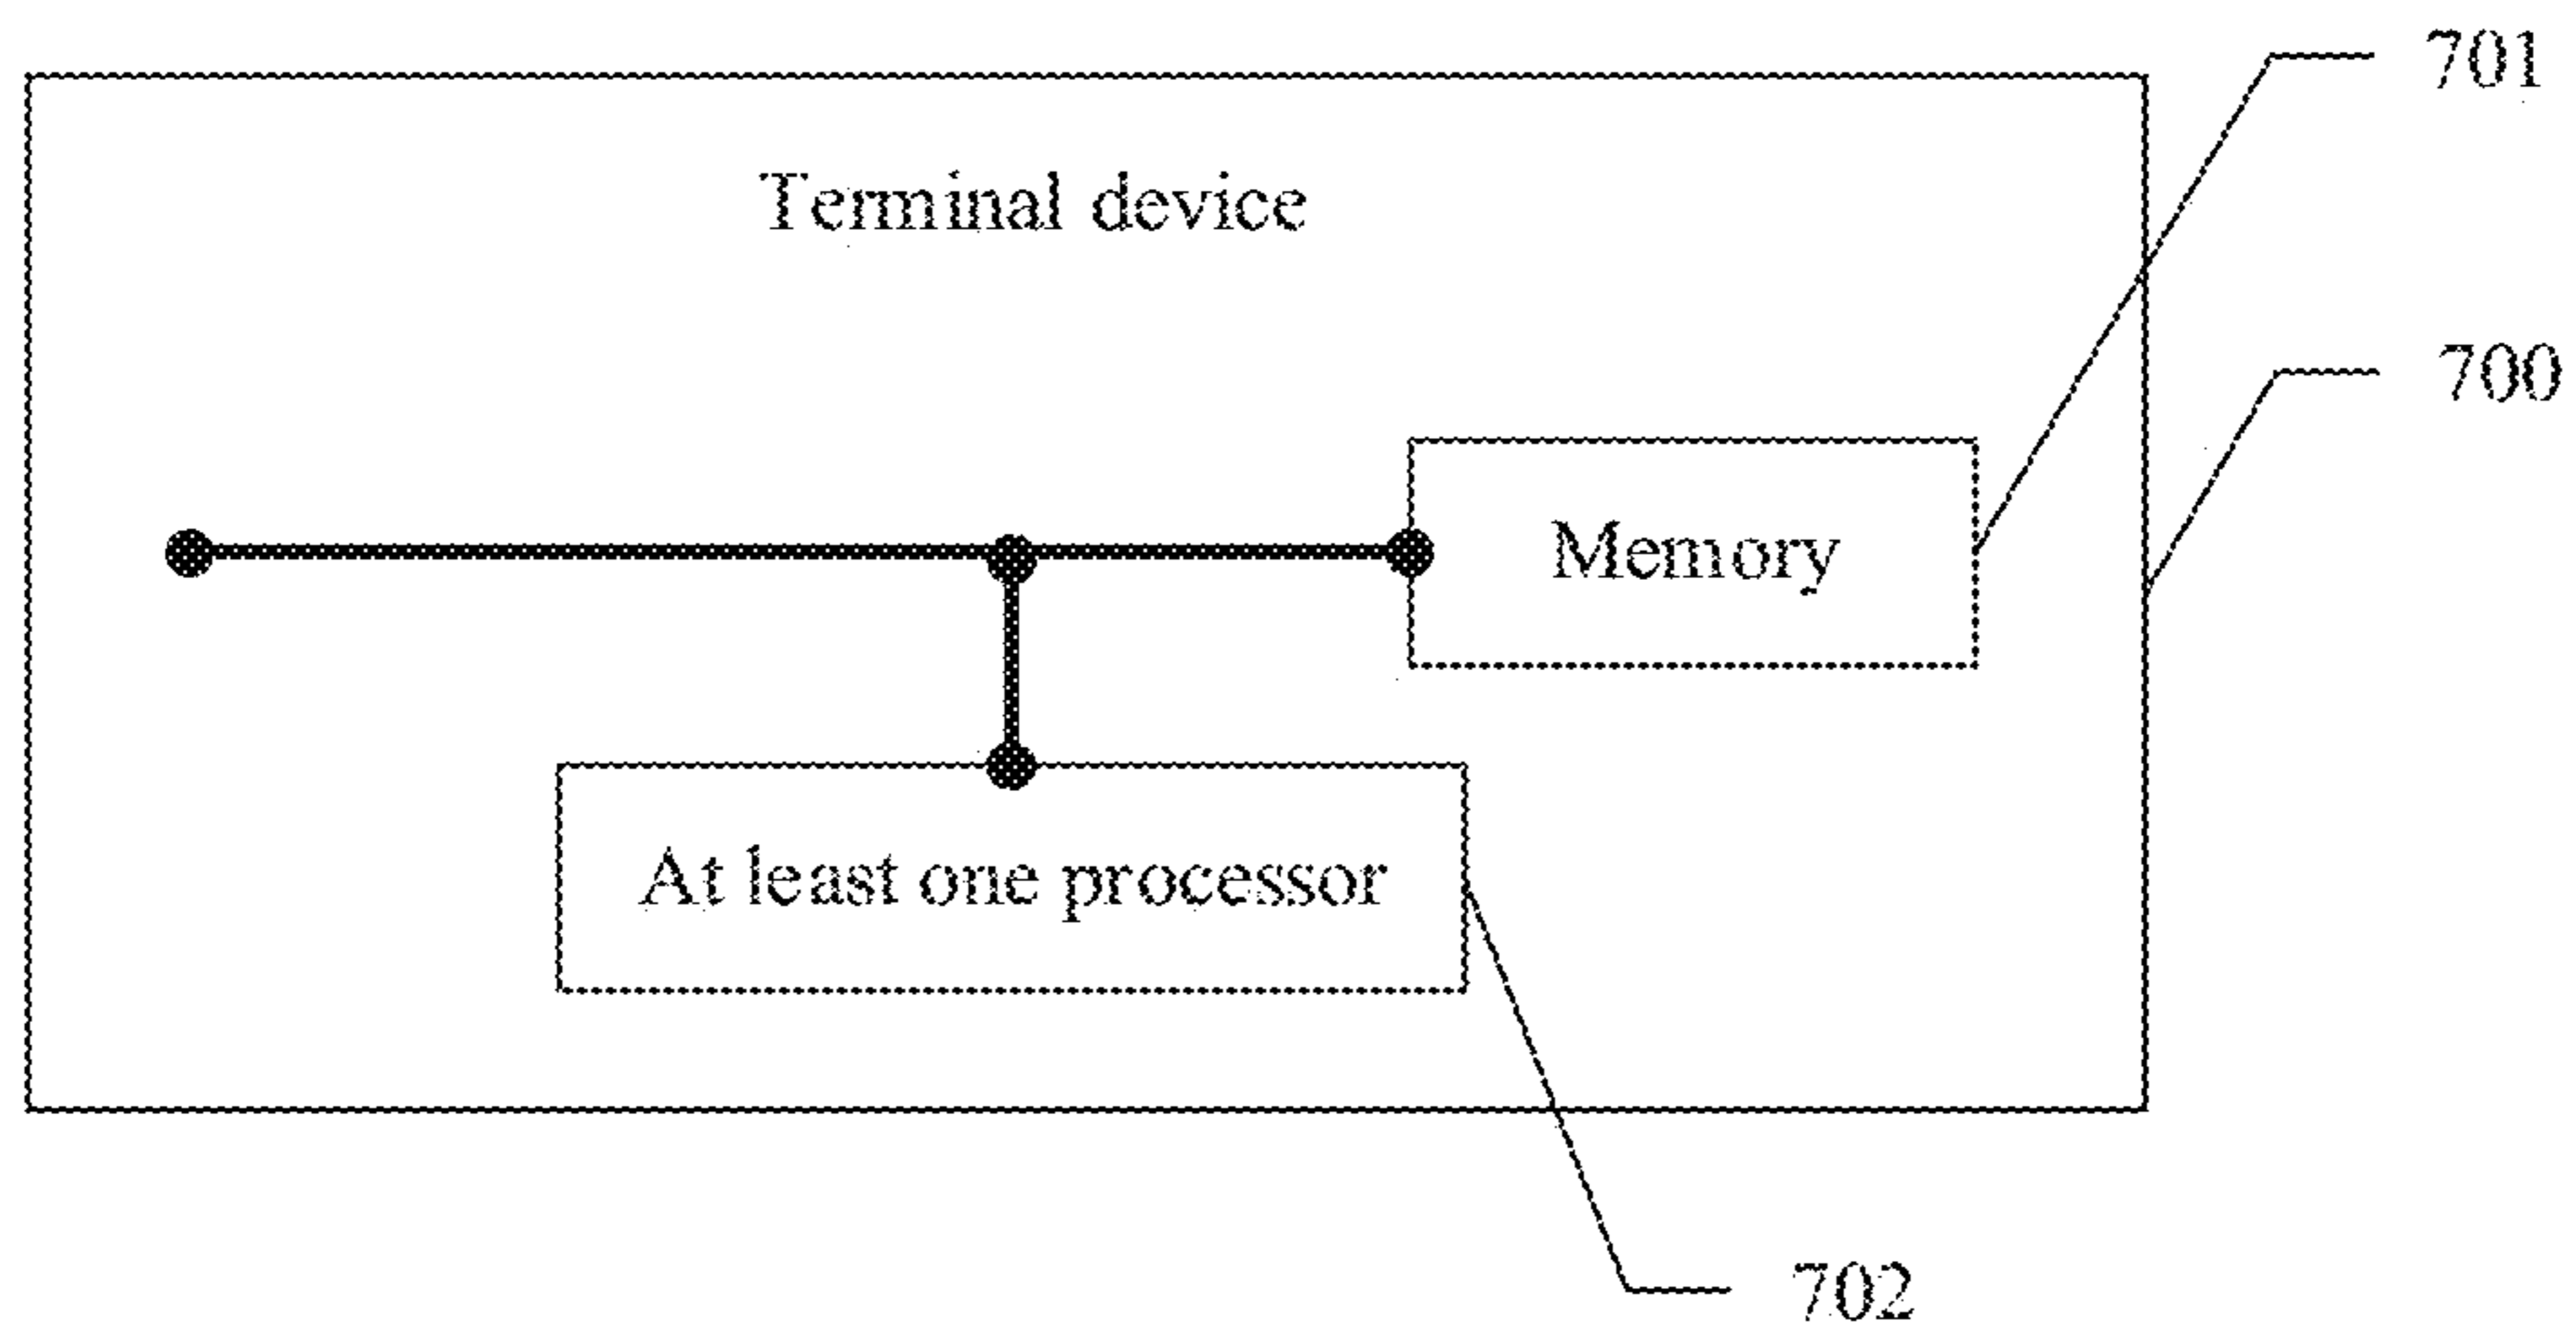 701
Terminal device
700
Memory
At least one processor
702